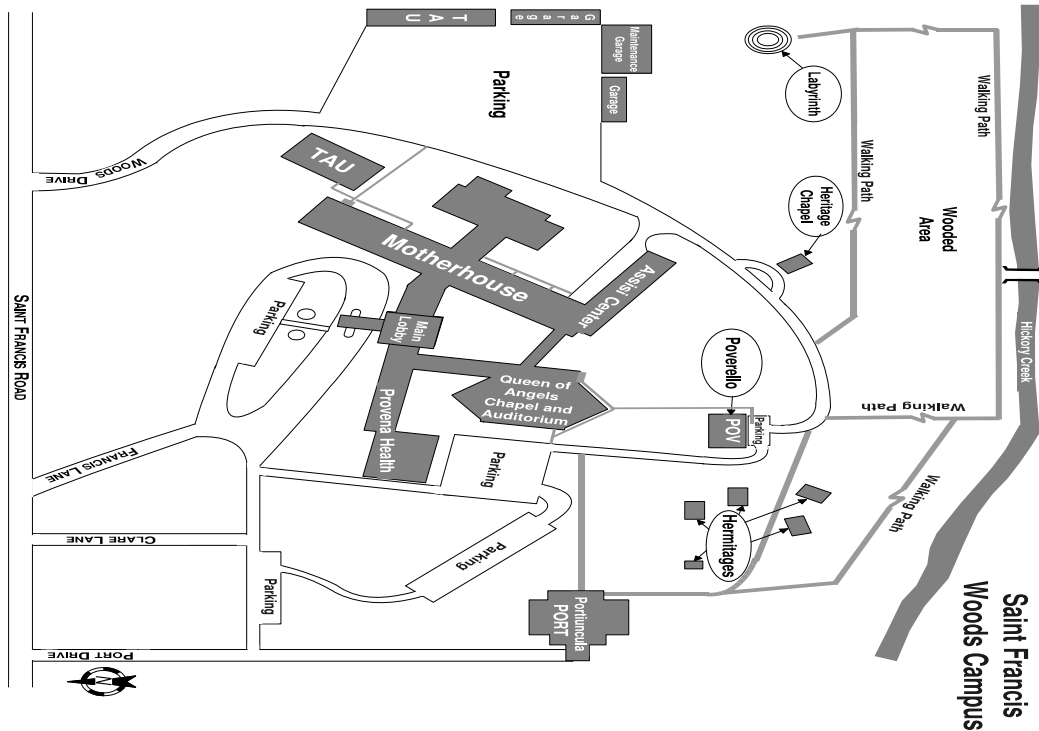 Saint Francis
Woods Campus
Hickory Creek
Walking Path
Walking Path
Walking Path
Walking Path
Wooded
Area
Labyrinth
Heritage
Chapel
Maintenance
Garage
Garage
Garage
TAU
Parking
TAU
Motherhouse
Assisi Center
Main
Lobby
Queen of
Angels
Chapel and
Auditorium
Provena Health
Poverello
POV
Parking
Hermitages
Parking
Parking
Parking
Parking
Portiuncula
PORT
WOODS
DRIVE
FRANCIS LANE
CLARE LANE
PORT DRIVE
SAINT FRANCIS ROAD
N